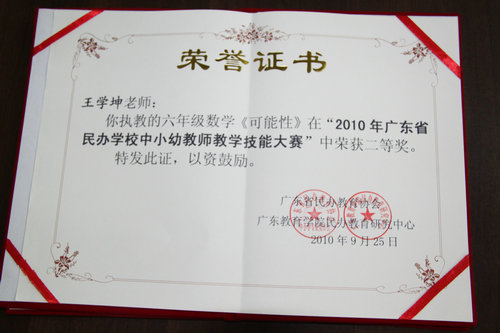 荣誉证书
王学坤老师：
你执教的六年级数学《可能性》在“2010年广东省
民办学校中小幼教师教学技能大赛”中荣获二等奖。
特发此证，以资鼓励。
广东省民办教育协会
广东教育学院民办教育研究中心
2010年9月25日